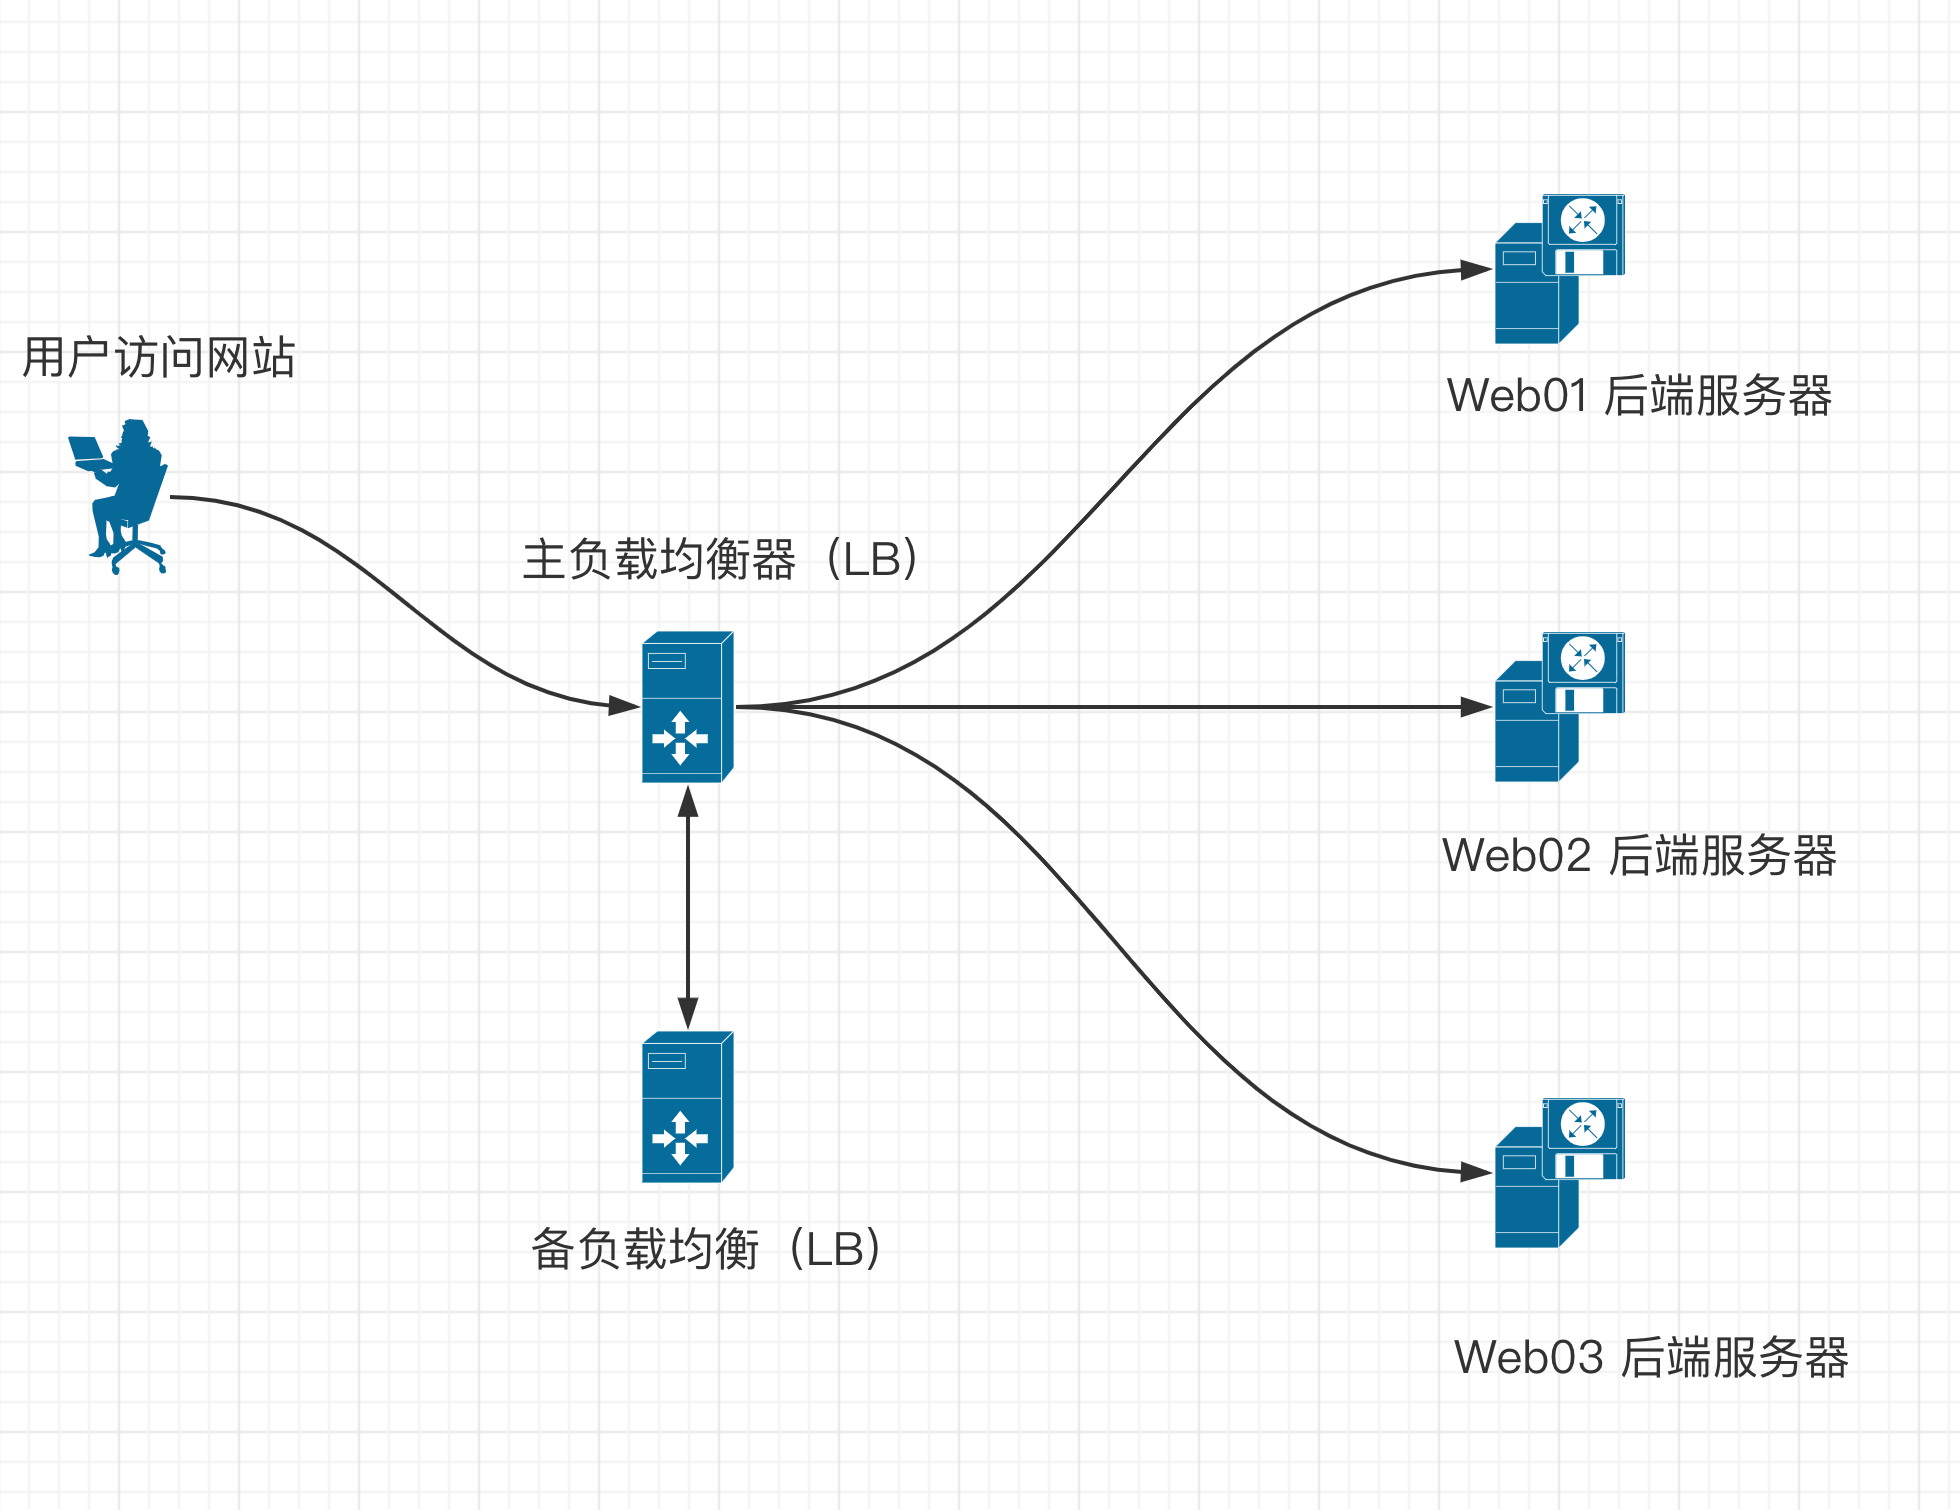 用户访问网站
主负载均衡器（LB）
Web01 后端服务器
Web02 后端服务器
备负载均衡（LB）
Web03 后端服务器